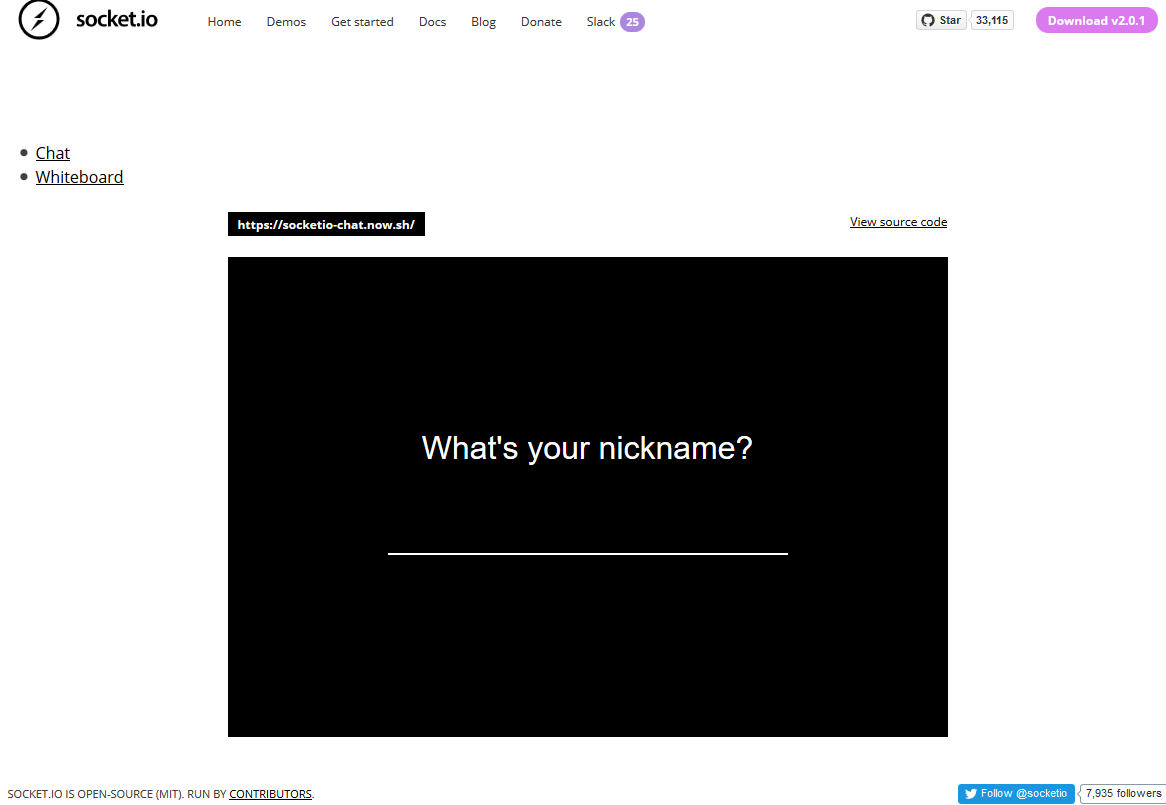 socket.io Home Demos Get started Docs Blog Donate Slack 25 Star 33,115 Download v2.0.1
Chat
Whiteboard
https://socketio-chat.now.sh/ View source code
What's your nickname?
SOCKET.IO IS OPEN-SOURCE (MIT). RUN BY CONTRIBUTORS. Follow @socketio 7,935 followers